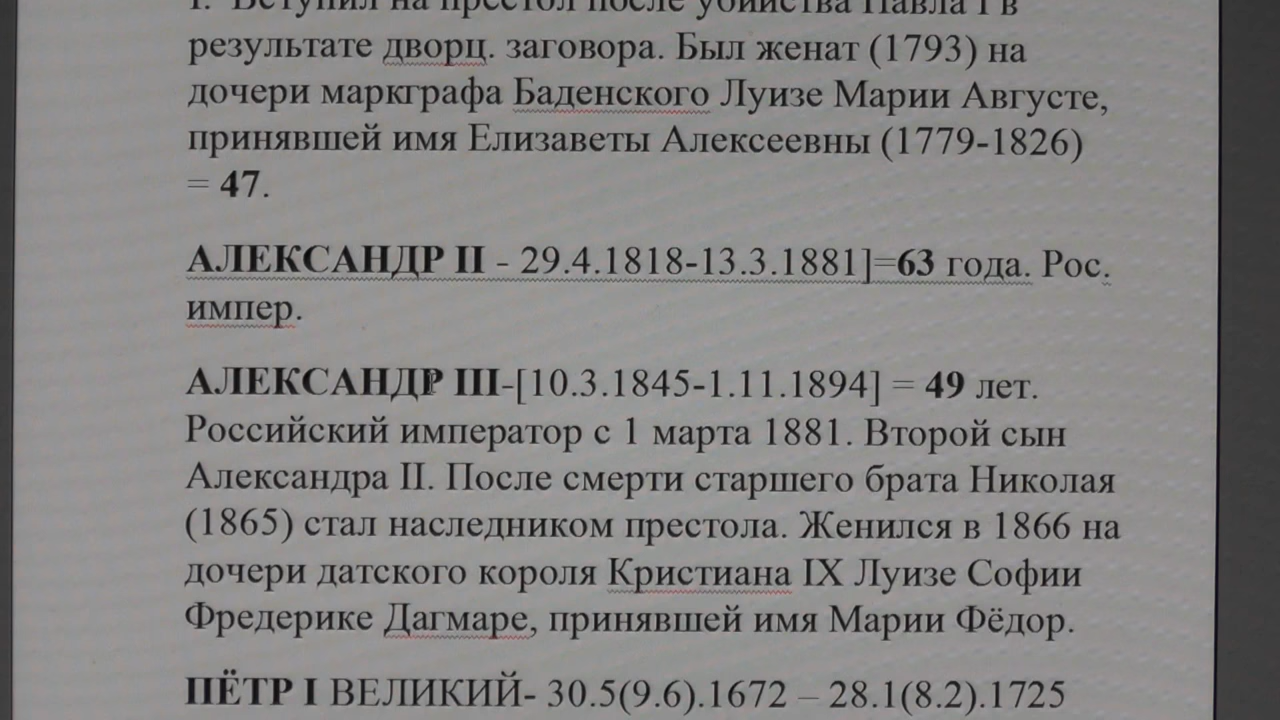 I. Вступил на престол после убийства Павла I в
результате дворц. заговора. Был женат (1793) на
дочери маркграфа Баденского Луизе Марии Августе,
принявшей имя Елизаветы Алексеевны (1779-1826)
= 47.
АЛЕКСАНДР II - 29.4.1818-13.3.1881]=63 года. Рос.
импер.
АЛЕКСАНДР III-[10.3.1845-1.11.1894] = 49 лет.
Российский император с 1 марта 1881. Второй сын
Александра II. После смерти старшего брата Николая
(1865) стал наследником престола. Женился в 1866 на
дочери датского короля Кристиана IX Луизе Софии
Фредерике Дагмаре, принявшей имя Марии Фёдор.
ПЁТР I ВЕЛИКИЙ- 30.5(9.6).1672 – 28.1(8.2).1725